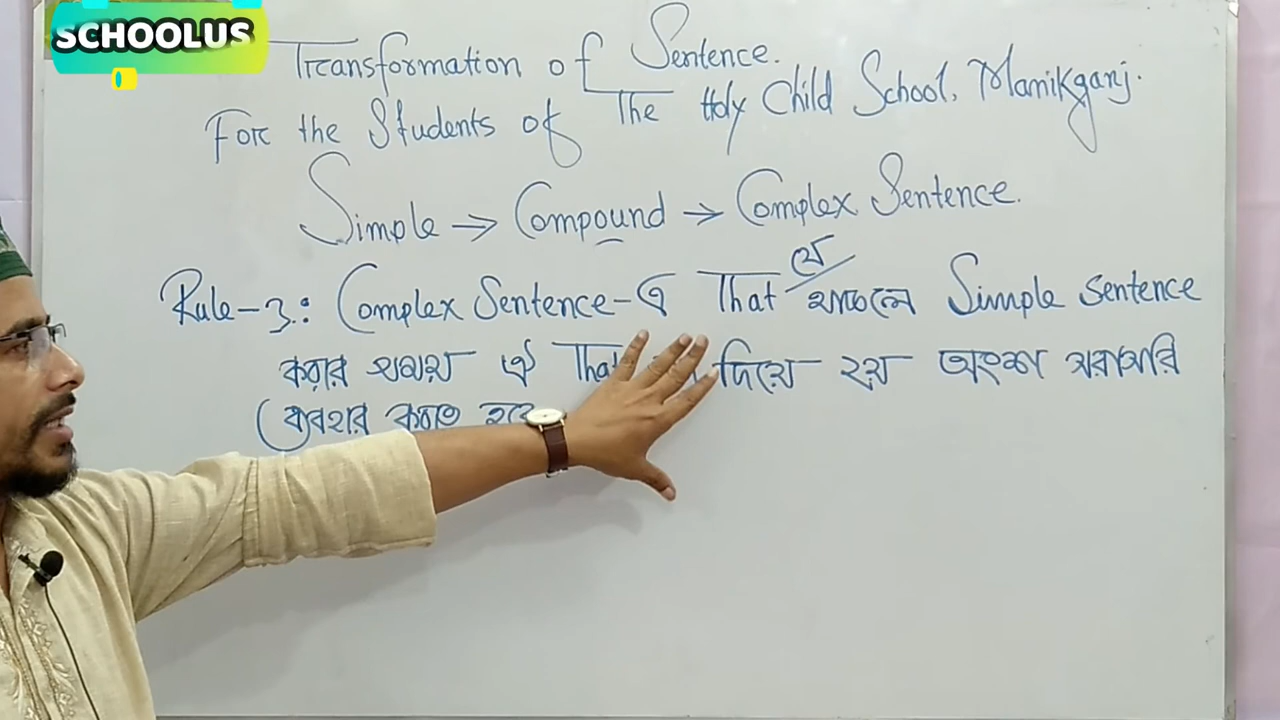 SCHOOLUS
Transformation of Sentence.
For the Students of The Holy Child School, Manikganj.
Simple → Compound → Complex Sentence.
যে
Rule-3: Complex Sentence-এ That থাকলে Simple sentence
করার সময় ঐ That দিয়ে ২য় অংশ সরাসরি
ব্যবহার করতে হবে